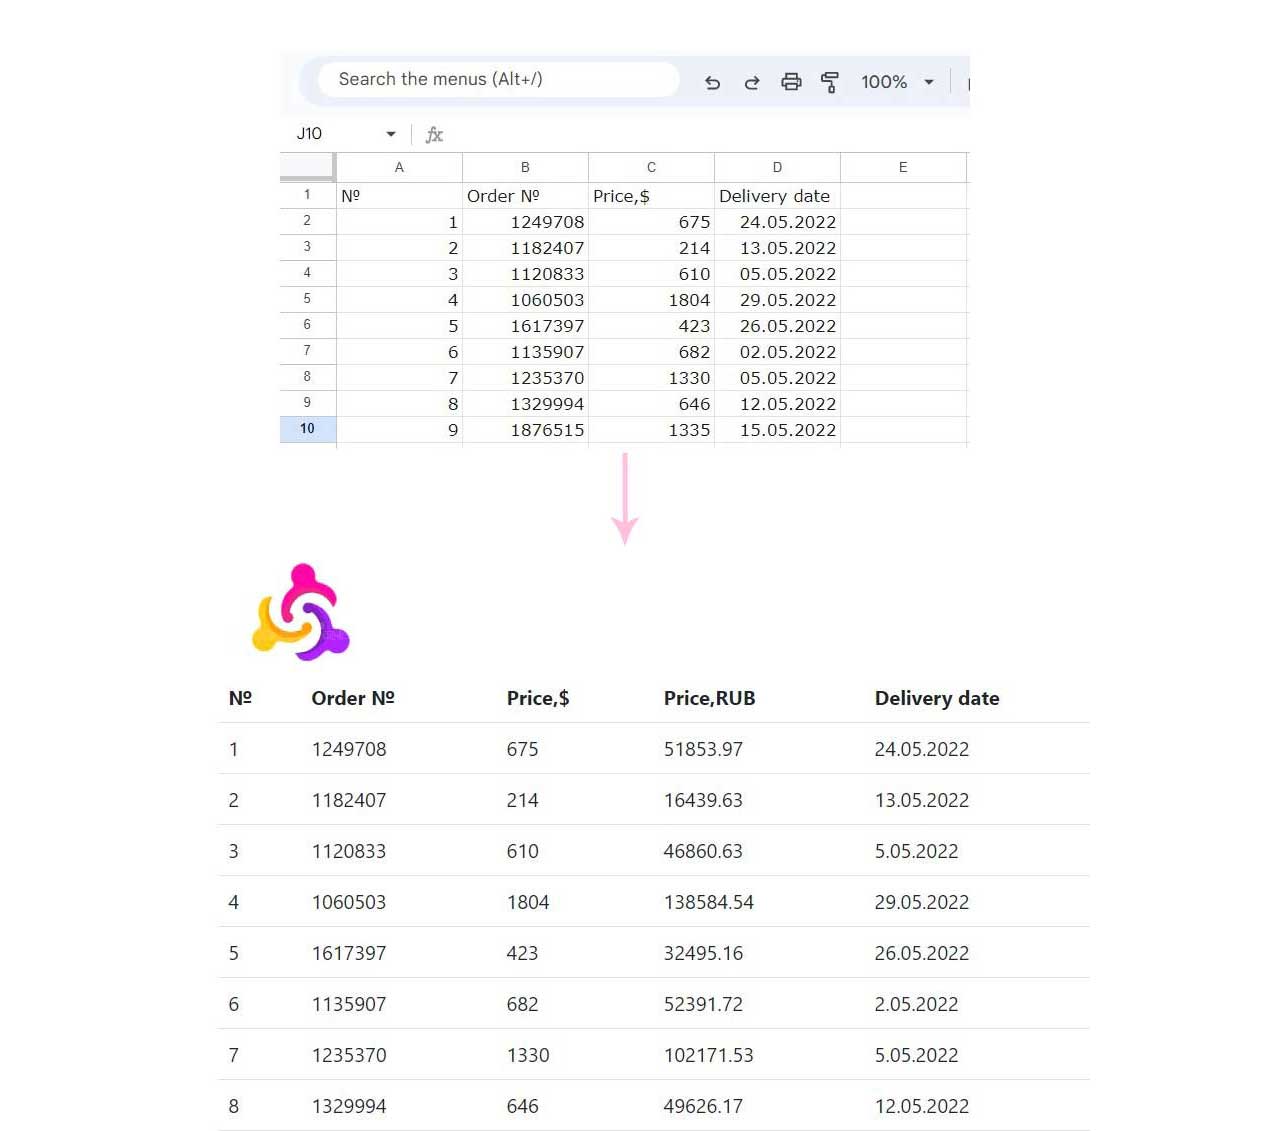 Search the menus (Alt+/) 100%
J10 fx
A B C D E
1 Nº Order Nº Price,$ Delivery date
2 1 1249708 675 24.05.2022
3 2 1182407 214 13.05.2022
4 3 1120833 610 05.05.2022
5 4 1060503 1804 29.05.2022
6 5 1617397 423 26.05.2022
7 6 1135907 682 02.05.2022
8 7 1235370 1330 05.05.2022
9 8 1329994 646 12.05.2022
10 9 1876515 1335 15.05.2022
Nº Order Nº Price,$ Price,RUB Delivery date
1 1249708 675 51853.97 24.05.2022
2 1182407 214 16439.63 13.05.2022
3 1120833 610 46860.63 5.05.2022
4 1060503 1804 138584.54 29.05.2022
5 1617397 423 32495.16 26.05.2022
6 1135907 682 52391.72 2.05.2022
7 1235370 1330 102171.53 5.05.2022
8 1329994 646 49626.17 12.05.2022